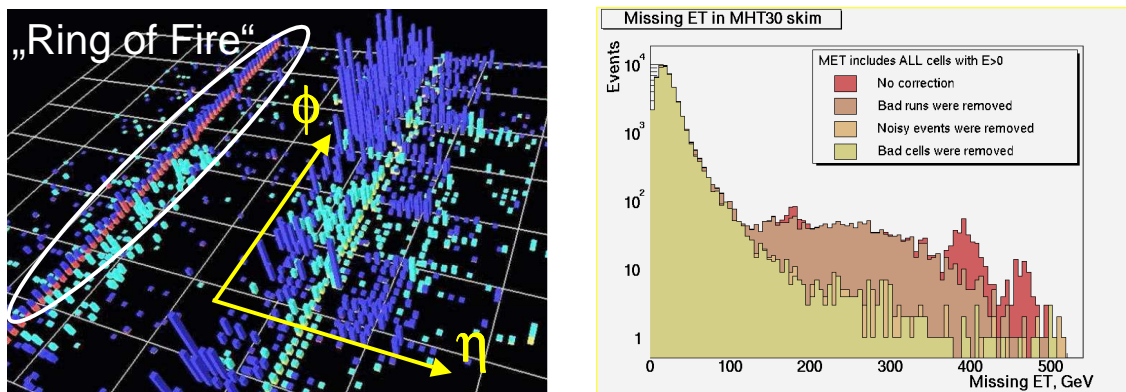 „Ring of Fire“
ϕ
η
Missing ET in MHT30 skim
Events
MET includes ALL cells with E>0
No correction
Bad runs were removed
Noisy events were removed
Bad cells were removed
10⁴
10³
10²
10
1
0 100 200 300 400 500
Missing ET, GeV